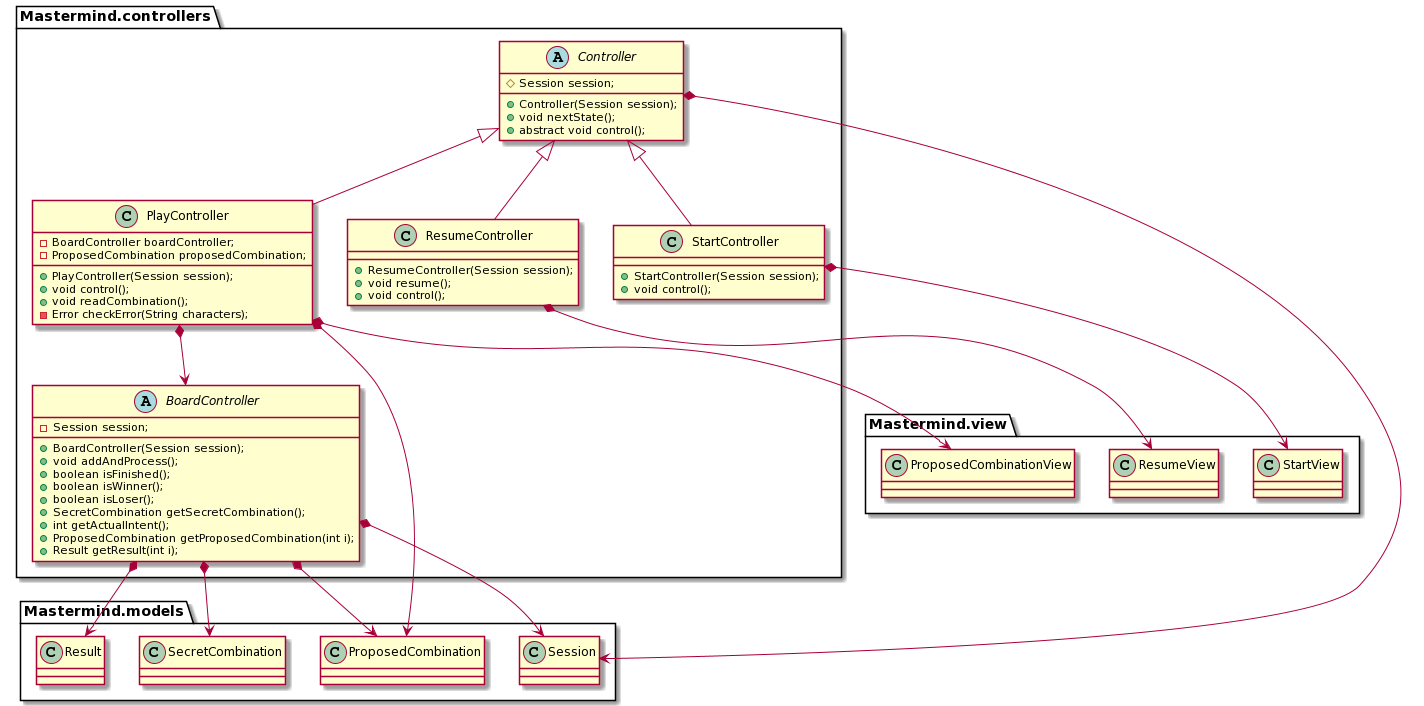 Mastermind.controllers
A Controller
Session session;
Controller(Session session);
void nextState();
abstract void control();
C PlayController
BoardController boardController;
ProposedCombination proposedCombination;
PlayController(Session session);
void control();
void readCombination();
Error checkError(String characters);
C ResumeController
ResumeController(Session session);
void resume();
void control();
C StartController
StartController(Session session);
void control();
A BoardController
Session session;
BoardController(Session session);
void addAndProcess();
boolean isFinished();
boolean isWinner();
boolean isLoser();
SecretCombination getSecretCombination();
int getActualIntent();
ProposedCombination getProposedCombination(int i);
Result getResult(int i);
Mastermind.view
C ProposedCombinationView
C ResumeView
C StartView
Mastermind.models
C Result
C SecretCombination
C ProposedCombination
C Session